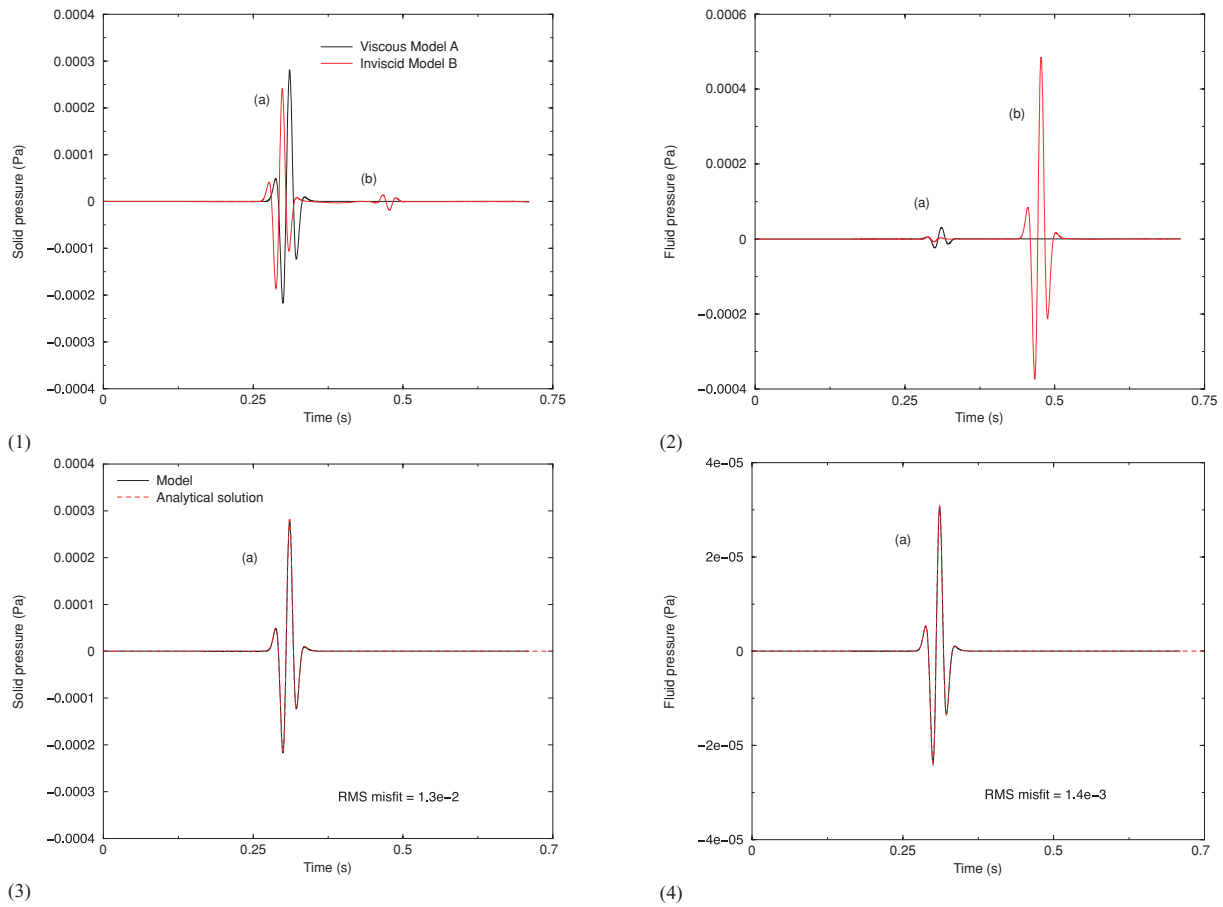 0.0004
0.0003
0.0002
0.0001
0
−0.0001
−0.0002
−0.0003
−0.0004
Solid pressure (Pa)
Viscous Model A
Inviscid Model B
(a)
(b)
0
0.25
0.5
0.75
Time (s)
(1)
0.0006
0.0004
0.0002
0
−0.0002
−0.0004
Fluid pressure (Pa)
(a)
(b)
0
0.25
0.5
0.75
Time (s)
(2)
0.0004
0.0003
0.0002
0.0001
0
−0.0001
−0.0002
−0.0003
−0.0004
Solid pressure (Pa)
Model
Analytical solution
(a)
RMS misfit = 1.3e−2
0
0.25
0.5
0.7
Time (s)
(3)
4e−05
2e−05
0
−2e−05
−4e−05
Fluid pressure (Pa)
(a)
RMS misfit = 1.4e−3
0
0.25
0.5
0.7
Time (s)
(4)